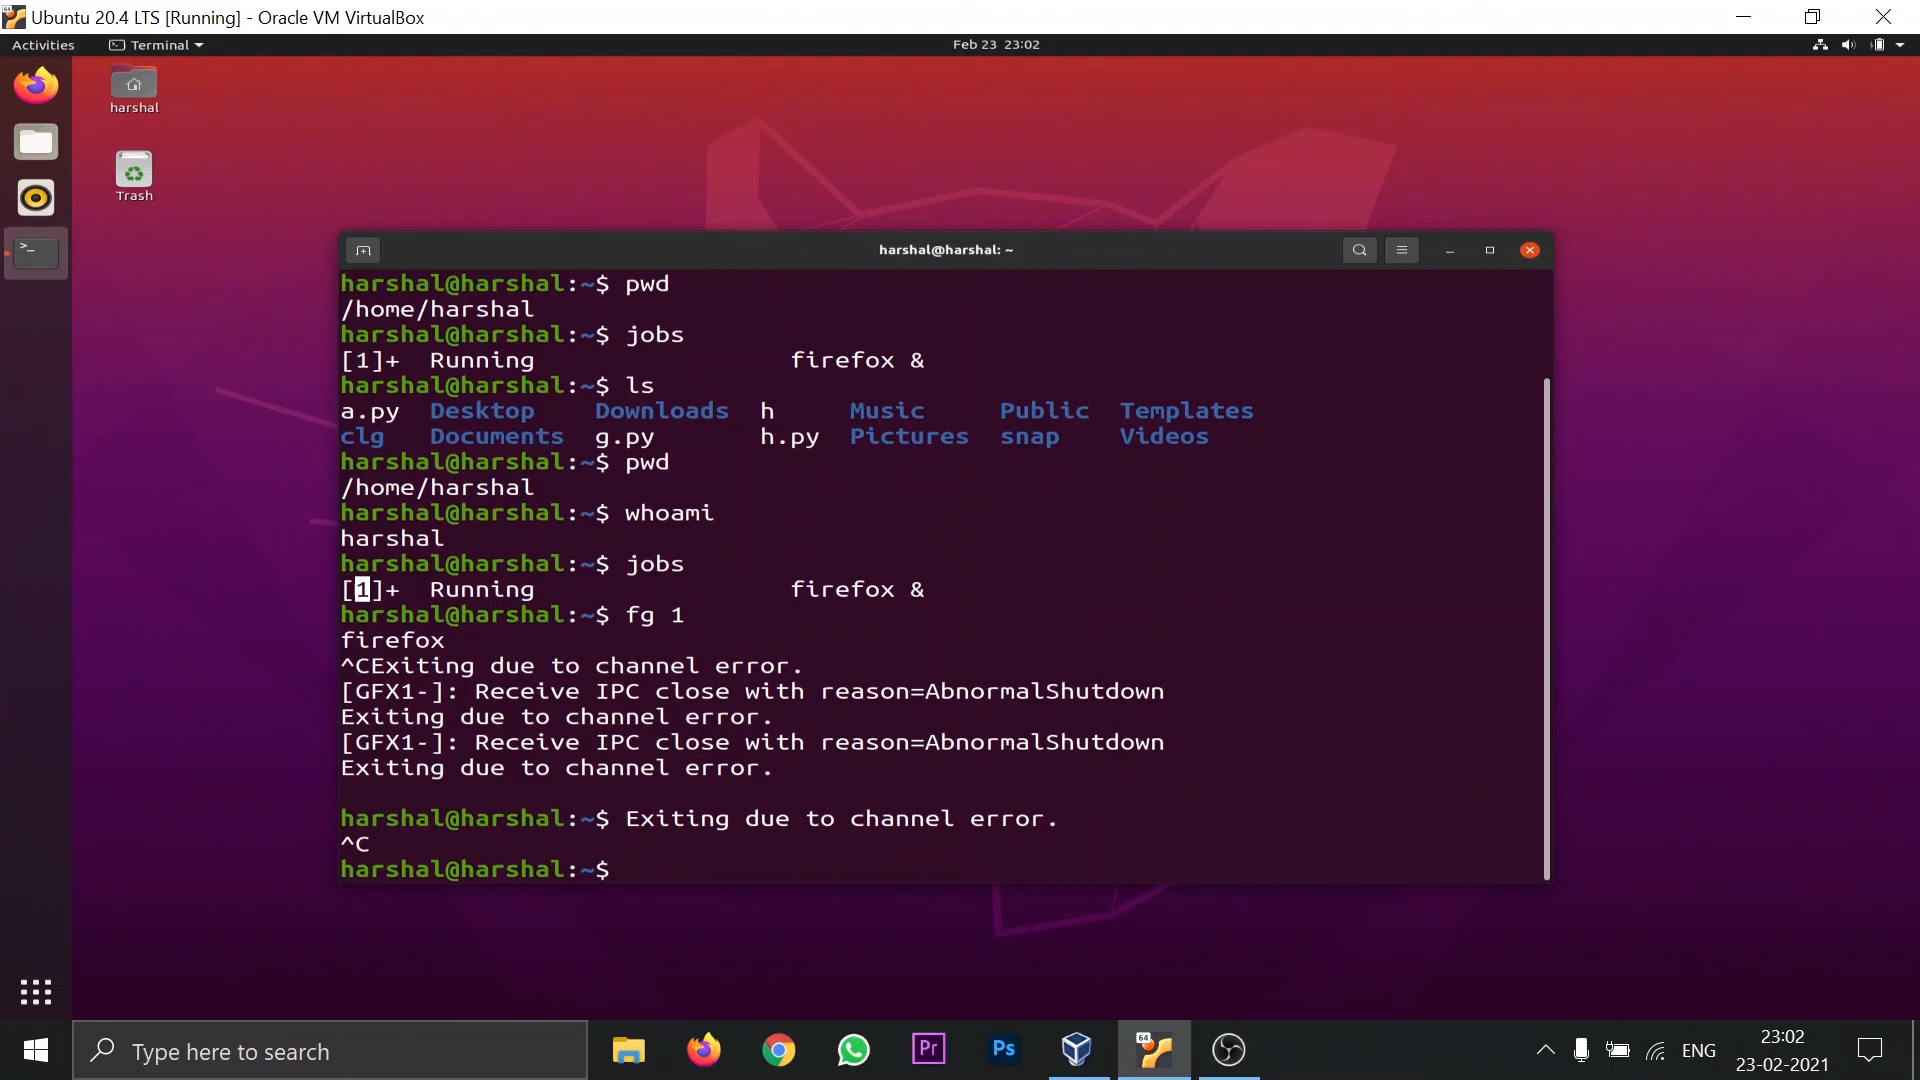 Ubuntu 20.4 LTS [Running] - Oracle VM VirtualBox
Activities Terminal Feb 23 23:02
harshal
Trash
harshal@harshal: ~
harshal@harshal:~$ pwd
/home/harshal
harshal@harshal:~$ jobs
[1]+  Running                 firefox &
harshal@harshal:~$ ls
a.py  Desktop    Downloads  h     Music     Public  Templates
clg   Documents  g.py       h.py  Pictures  snap    Videos
harshal@harshal:~$ pwd
/home/harshal
harshal@harshal:~$ whoami
harshal
harshal@harshal:~$ jobs
[1]+  Running                 firefox &
harshal@harshal:~$ fg 1
firefox
^CExiting due to channel error.
[GFX1-]: Receive IPC close with reason=AbnormalShutdown
Exiting due to channel error.
[GFX1-]: Receive IPC close with reason=AbnormalShutdown
Exiting due to channel error.
harshal@harshal:~$ Exiting due to channel error.
^C
harshal@harshal:~$
Type here to search Pr Ps 64 ENG 23:02
23-02-2021